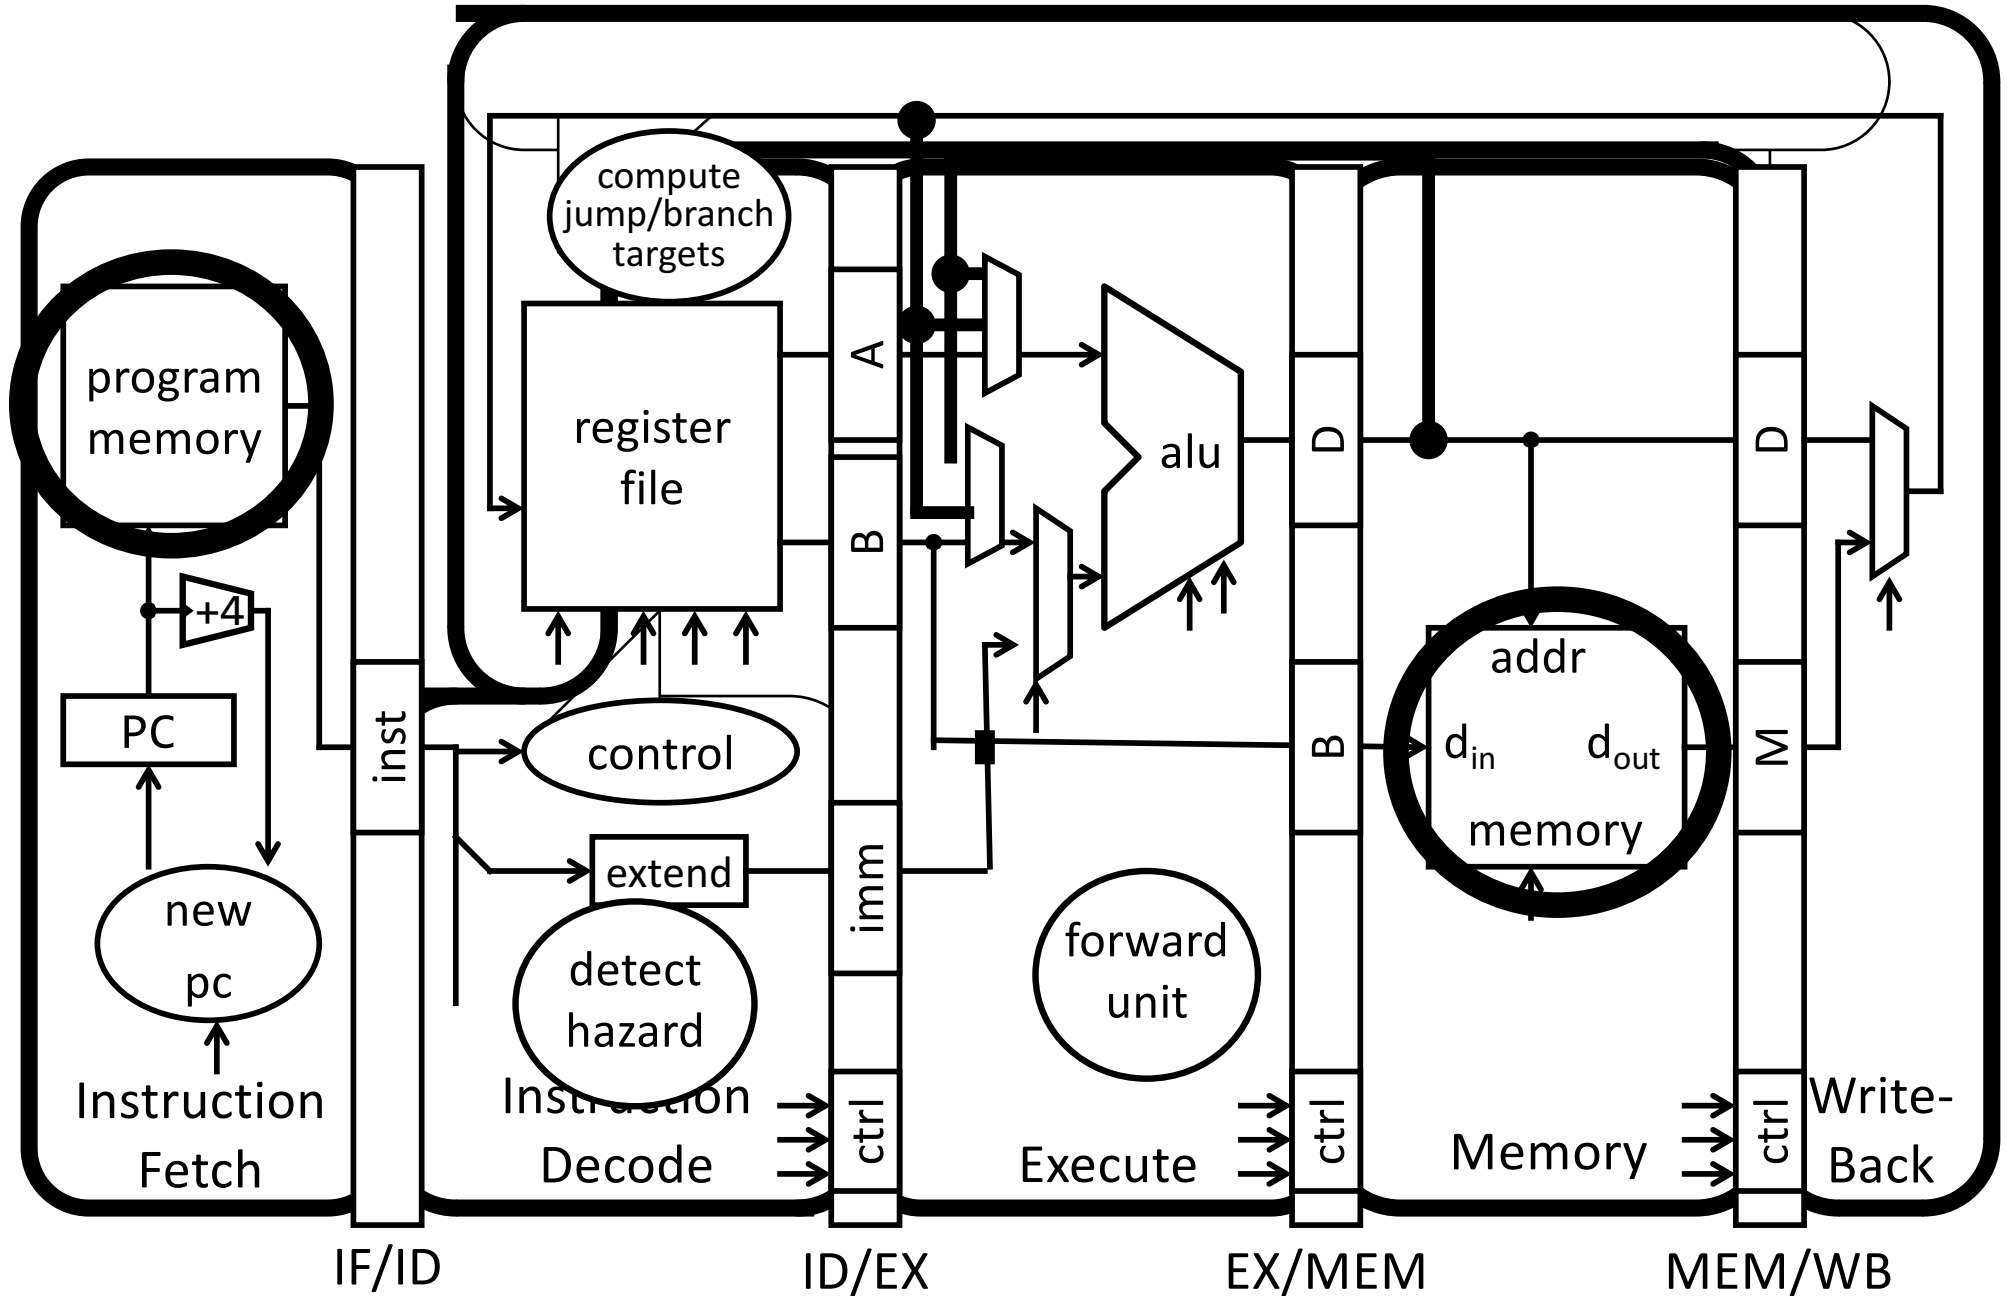 compute
jump/branch
targets
program
memory
register
file
A
B
alu
D
D
+4
PC
inst
control
addr
d_in
d_out
memory
B
M
extend
imm
new
pc
detect
hazard
forward
unit
Instruction
Fetch
Instruction
Decode
ctrl
Execute
ctrl
Memory
ctrl
Write-
Back
IF/ID
ID/EX
EX/MEM
MEM/WB